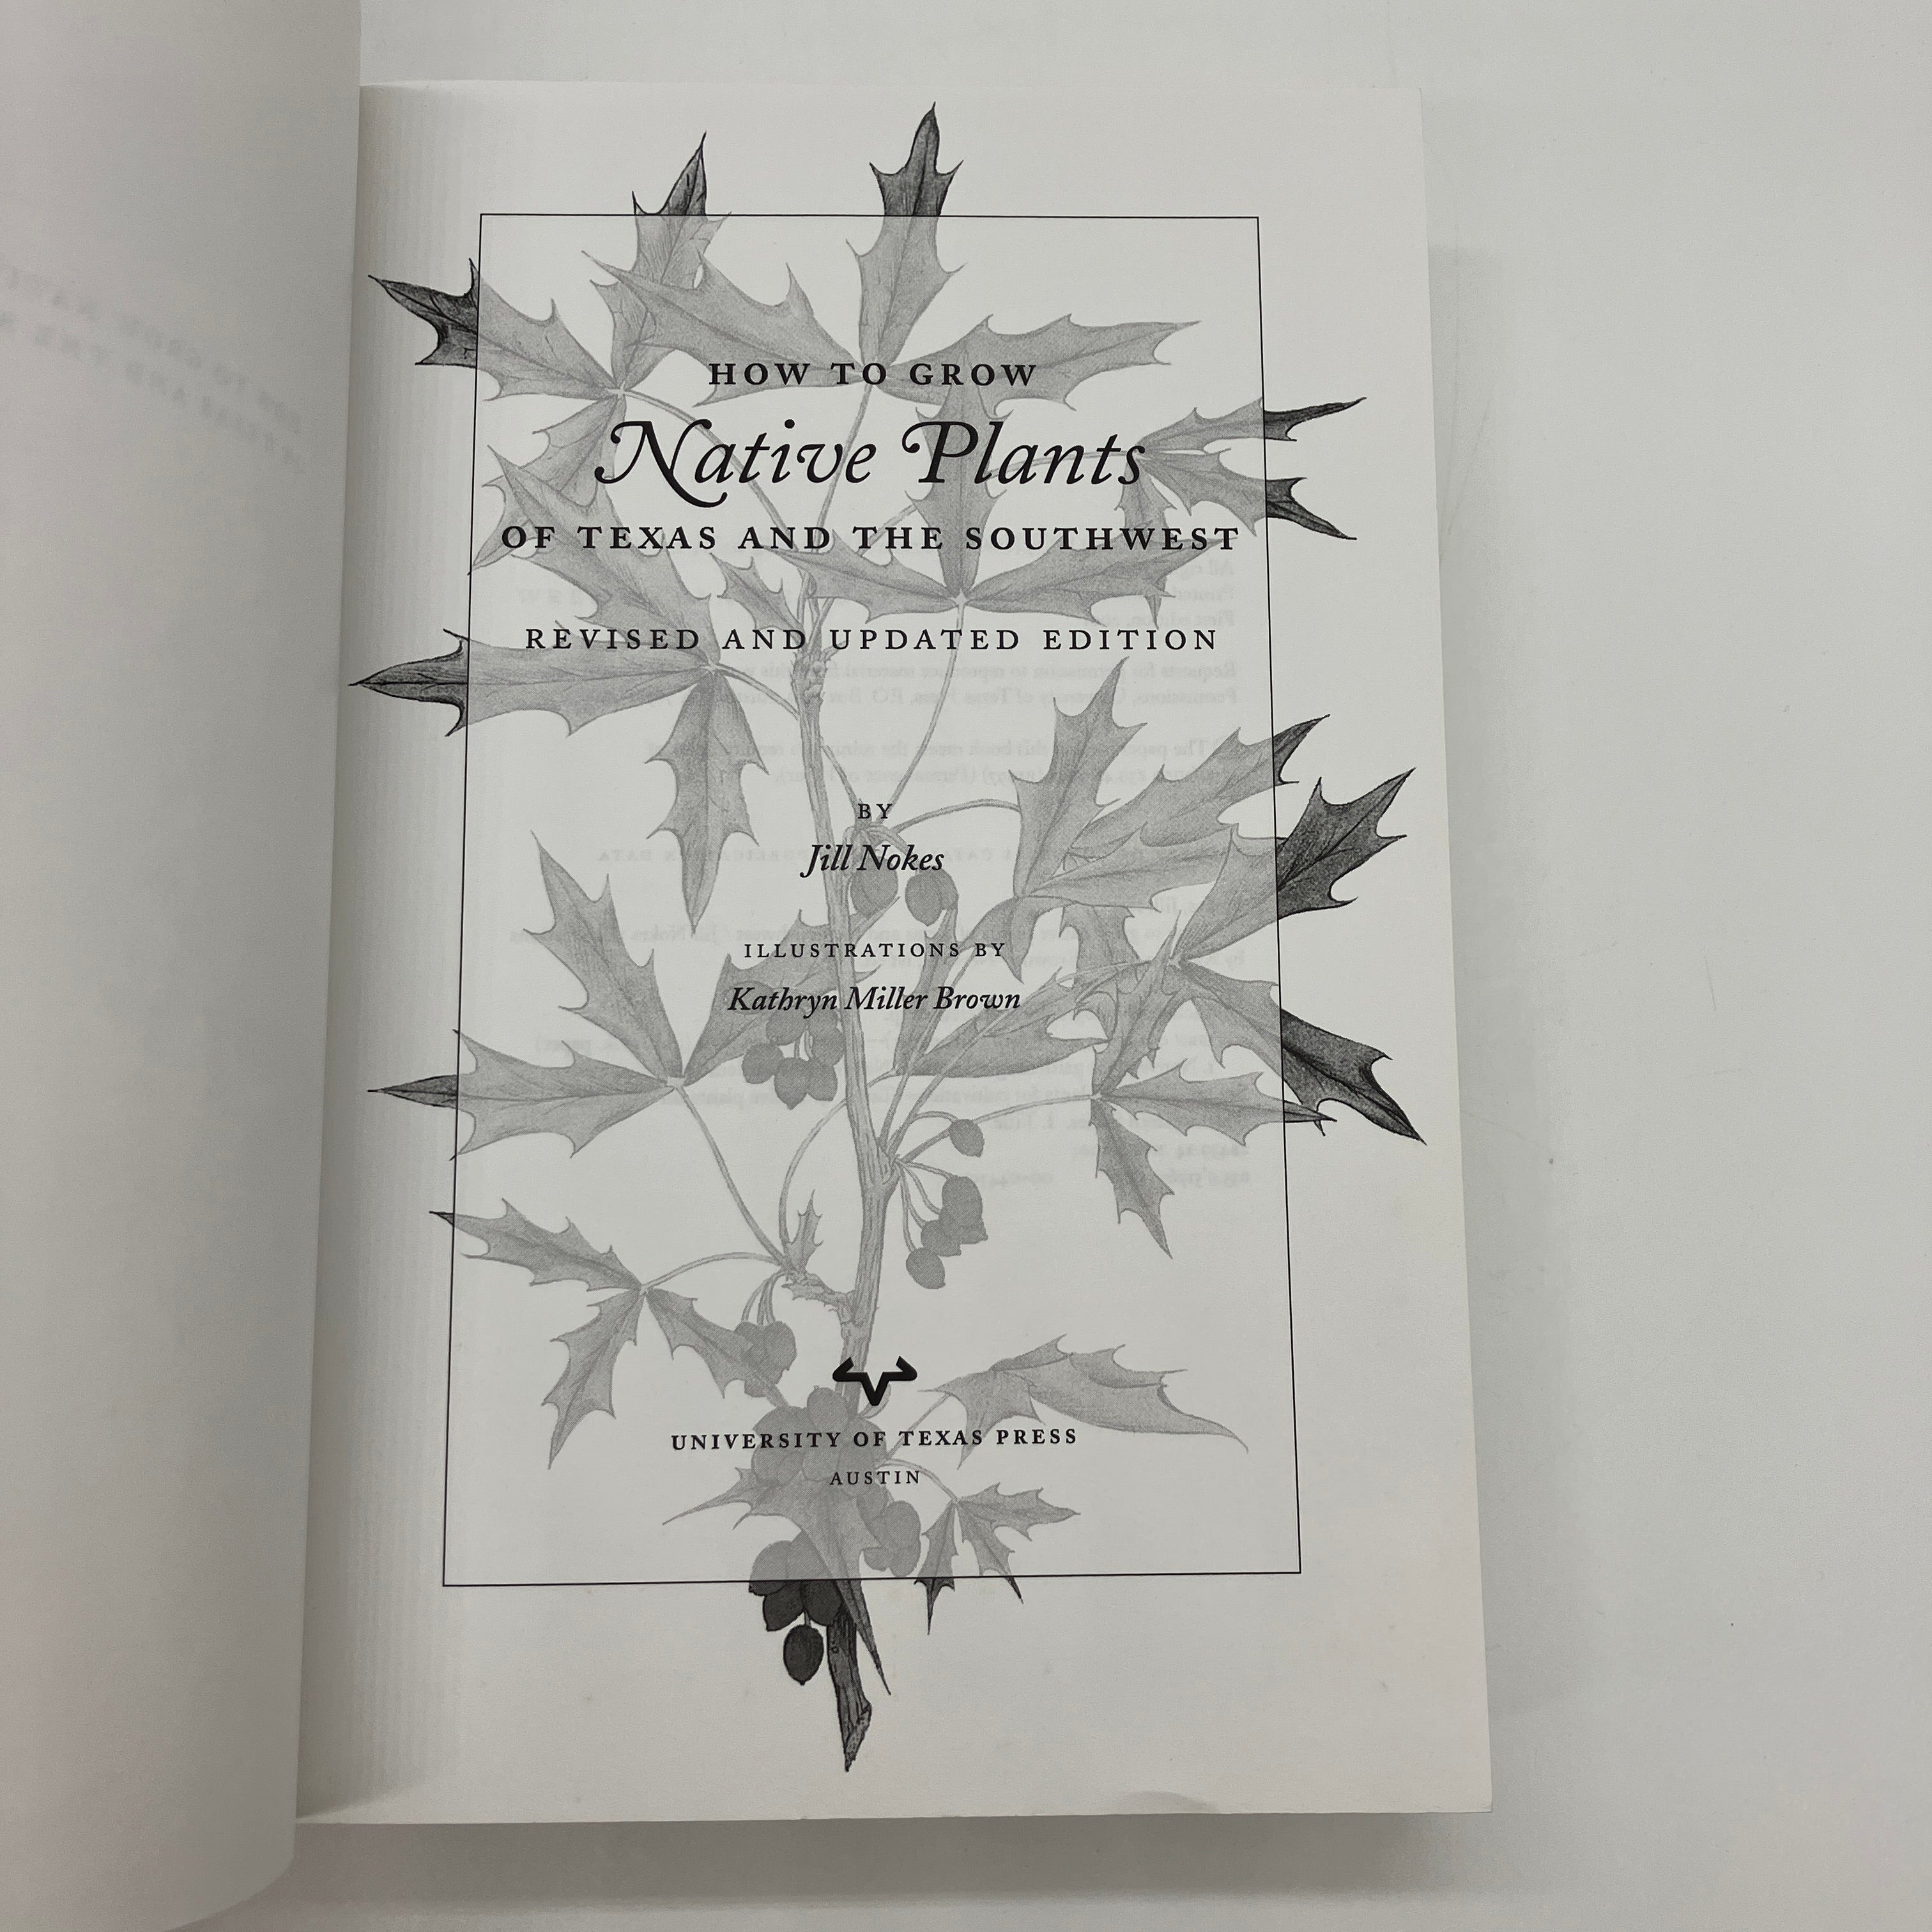 HOW TO GROW
Native Plants
OF TEXAS AND THE SOUTHWEST
REVISED AND UPDATED EDITION
BY
Jill Nokes
ILLUSTRATIONS BY
Kathryn Miller Brown
UNIVERSITY OF TEXAS PRESS
AUSTIN